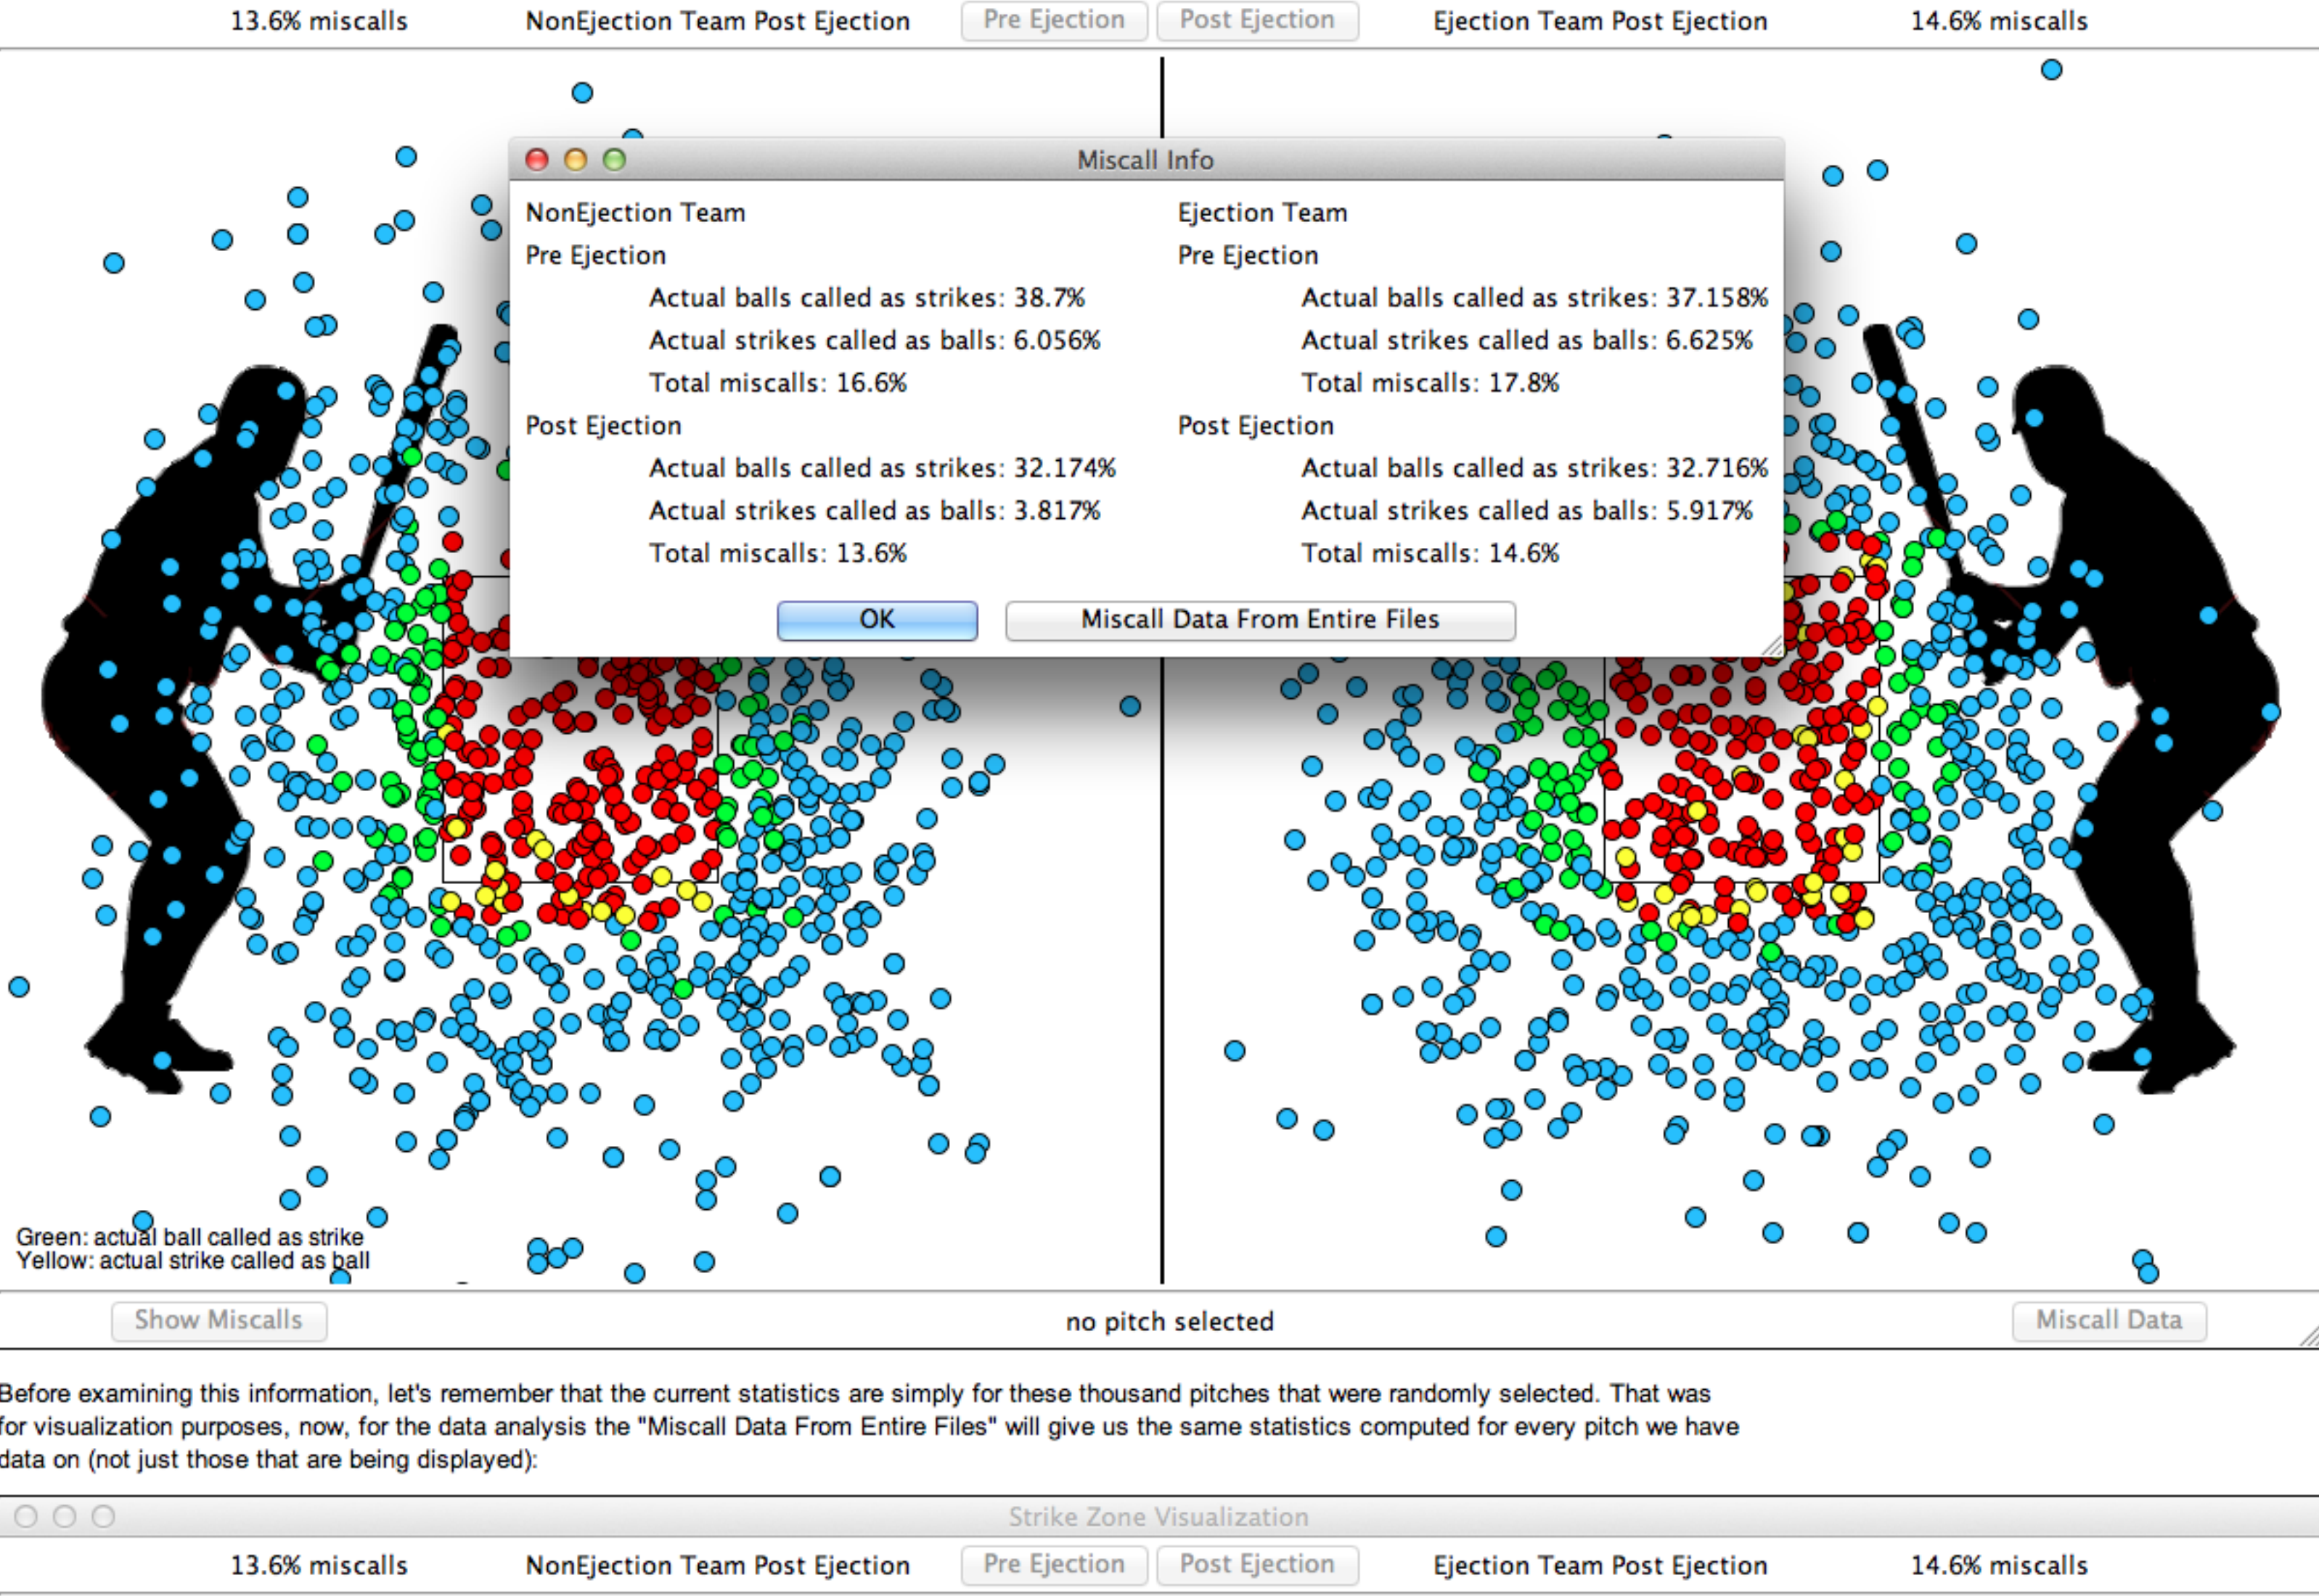 13.6% miscalls NonEjection Team Post Ejection Pre Ejection Post Ejection Ejection Team Post Ejection 14.6% miscalls
Miscall Info
NonEjection Team Ejection Team
Pre Ejection Pre Ejection
Actual balls called as strikes: 38.7% Actual balls called as strikes: 37.158%
Actual strikes called as balls: 6.056% Actual strikes called as balls: 6.625%
Total miscalls: 16.6% Total miscalls: 17.8%
Post Ejection Post Ejection
Actual balls called as strikes: 32.174% Actual balls called as strikes: 32.716%
Actual strikes called as balls: 3.817% Actual strikes called as balls: 5.917%
Total miscalls: 13.6% Total miscalls: 14.6%
OK Miscall Data From Entire Files
Green: actual ball called as strike
Yellow: actual strike called as ball
Show Miscalls no pitch selected Miscall Data
Before examining this information, let's remember that the current statistics are simply for these thousand pitches that were randomly selected. That was
for visualization purposes, now, for the data analysis the "Miscall Data From Entire Files" will give us the same statistics computed for every pitch we have
data on (not just those that are being displayed):
Strike Zone Visualization
13.6% miscalls NonEjection Team Post Ejection Pre Ejection Post Ejection Ejection Team Post Ejection 14.6% miscalls